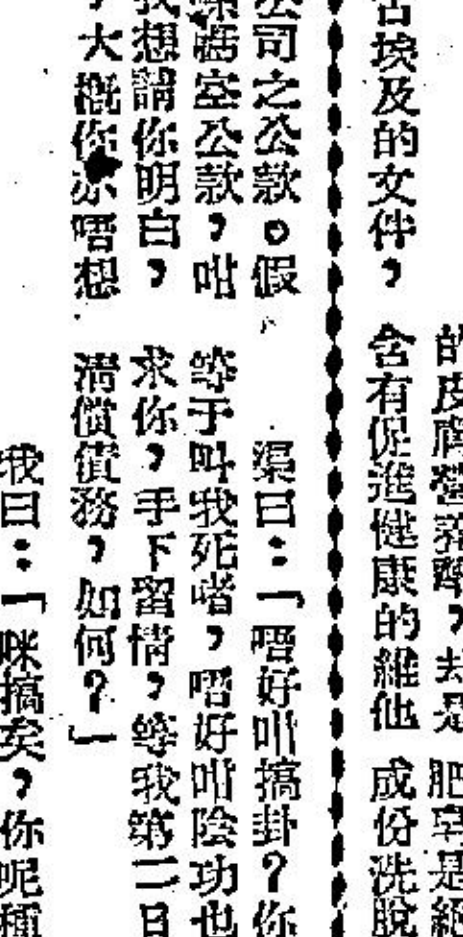 古埃及的文件，
的皮膚營養，却是
含有促進健康的維他
肥皂是絕
成份洗脫
公司之公款。假
空公款，咁
我想請你明白，
大概你亦唔想
渠曰：「唔好咁搞卦？你
等于叫我死啫，唔好咁陰功也
求你，手下留情，等我第二日
清償債務，如何？」
我曰：「咪搞矣，你呢種